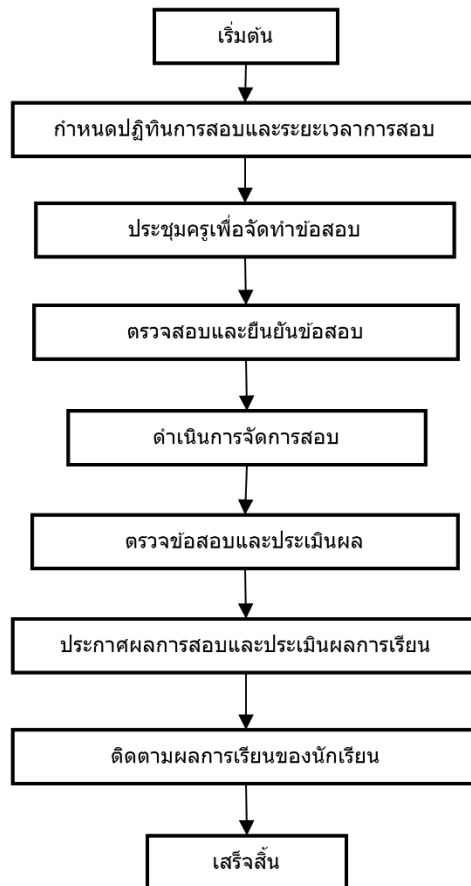 เริ่มต้น
กำหนดปฏิทินการสอบและระยะเวลาการสอบ
ประชุมครูเพื่อจัดทำข้อสอบ
ตรวจสอบและยืนยันข้อสอบ
ดำเนินการจัดการสอบ
ตรวจข้อสอบและประเมินผล
ประกาศผลการสอบและประเมินผลการเรียน
ติดตามผลการเรียนของนักเรียน
เสร็จสิ้น